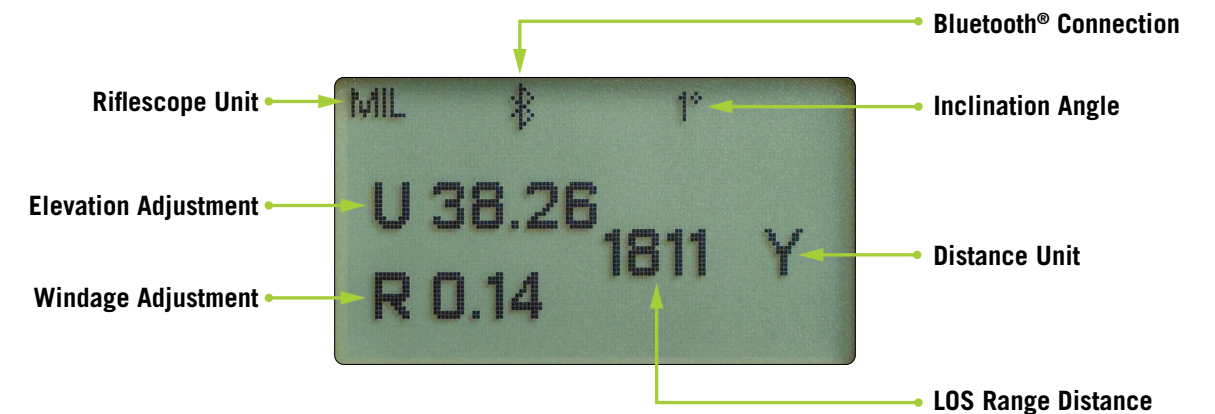 Bluetooth® Connection
Riflescope Unit
MIL
1°
Inclination Angle
Elevation Adjustment
U 38.26
1811 Y
Distance Unit
Windage Adjustment
R 0.14
LOS Range Distance